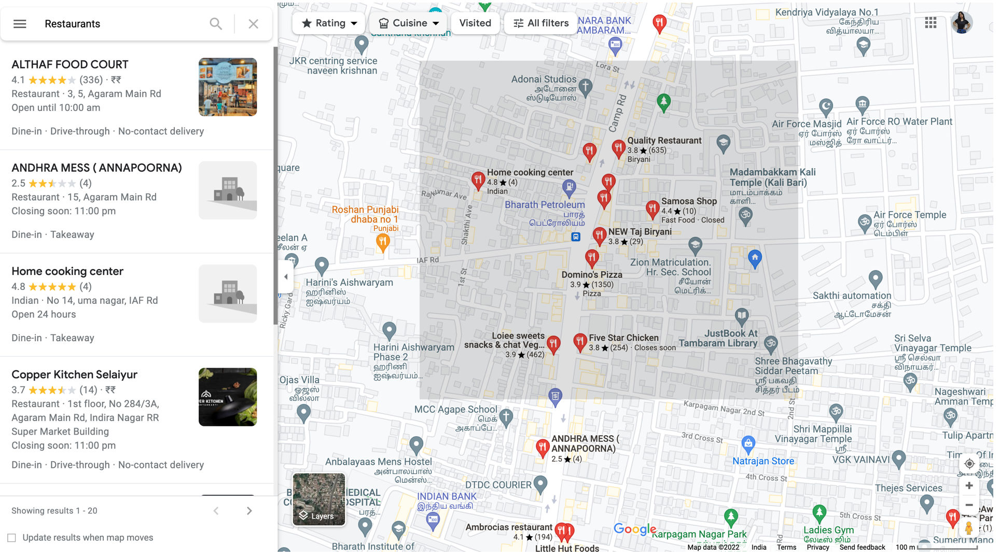 Restaurants
ALTHAF FOOD COURT
4.1 ★★★★★ (336) · ₹₹
Restaurant · 3, 5, Agaram Main Rd
Open until 10:00 am
Dine-in · Drive-through · No-contact delivery
ANDHRA MESS ( ANNAPOORNA)
2.5 ★★★★★ (4)
Restaurant · 15, Agaram Main Rd
Closing soon: 11:00 pm
Dine-in · Takeaway
Home cooking center
4.8 ★★★★★ (4)
Indian · No 14, uma nagar, IAF Rd
Open 24 hours
Dine-in · Takeaway
Copper Kitchen Selaiyur
3.7 ★★★★★ (14) · ₹₹
Restaurant · 1st floor, No 284/3A,
Agaram Main Rd, Indira Nagar RR
Super Market Building
Closing soon: 11:00 pm
Dine-in · Drive-through · No-contact delivery
Showing results 1 - 20
Update results when map moves
Rating
Cuisine
Visited
All filters
NARA BANK
AMBARAM...
Kendriya Vidyalaya No.1
கேந்திரிய
வித்யாலயா...
JKR centring service
naveen krishnan
Lora St
Adonai Studios
அடோனை
ஸ்டுடியோஸ்
Camp Rd
Air Force Masjid
ஏர் போர்ஸ்
மஸ்ஜித்
Air Force RO Water Plant
ஏர் போர்ஸ்
ரோ வாட்டர்...
Quality Restaurant
3.8 ★ (635)
Biryani
quare
Home cooking center
4.8 ★ (4)
Indian
Rajkumar Ave
Bharath Petroleum
பாரத்
பெட்ரோலியம்
Madambakkam Kali
Temple (Kali Bari)
மாடம்பாக்கம்
காளி...
Samosa Shop
4.4 ★ (10)
Fast Food · Closed
Roshan Punjabi
dhaba no 1
Punjabi
Shakthi Ave
Air Force Temple
ஏர் போர்ஸ்
டெம்பிள்
NEW Taj Biryani
3.8 ★ (29)
eelan A
சீலன் ஏ
IAF Rd
Zion Matriculation.
Hr. Sec. School
சீயோன்
மெட்ரிக்...
Domino's Pizza
3.9 ★ (1350)
Pizza
1st St
Harini's Aishwaryam
ஹரினிஸ்
ஐஷ்வர்யம்
Ricky Gard
Sakthi automation
சக்தி
ஆட்டோமேசன்
JustBook At
Tambaram Library
Loiee sweets
snacks & chat Veg...
3.9 ★ (462)
Five Star Chicken
3.8 ★ (254) · Closes soon
Harini Aishwaryam
Phase 2
ஹரிணி
ஐஷ்வர்யம்...
Sri Selva
Vinayagar Temple
ஸ்ரீ செல்வா
விநாயகர்...
Shree Bhagavathy
Siddar Peetam
ஸ்ரீ பகவதி
சித்தர் பீடம்
Ojas Villa
ஓஜஸ்
வில்லா
Nageshwari
Amman Temp
MCC Agape School
மெக்
அகாப்பே...
Karpagam Nagar 2nd St
2nd St
Shri Mappillai
Vinayagar Temple
ஸ்ரீ...
Tulip Apartn
3rd Cross St
ANDHRA MESS (
ANNAPOORNA)
2.5 ★ (4)
Natrajan Store
VGK VAINAVI
Anbalayaas Mens Hostel
அன்பாலயாஸ்
மென்ஸ்...
4th Cross St
DTDC COURIER
Thejes Services
EDICAL
SPITAL
பரத்...
INDIAN BANK
இந்திய வங்கி
Layers
5th Cross St
Ambrocias restaurant
4.1 ★ (194)
Little Hut Foods
Google
Karpagam Nagar Park
Ladies Gym
லேடீஸ் ஜிம்
(1)
Sumeru Mano
Bharath Institute of
Map data ©2022
India
Terms
Privacy
Send feedback
100 m